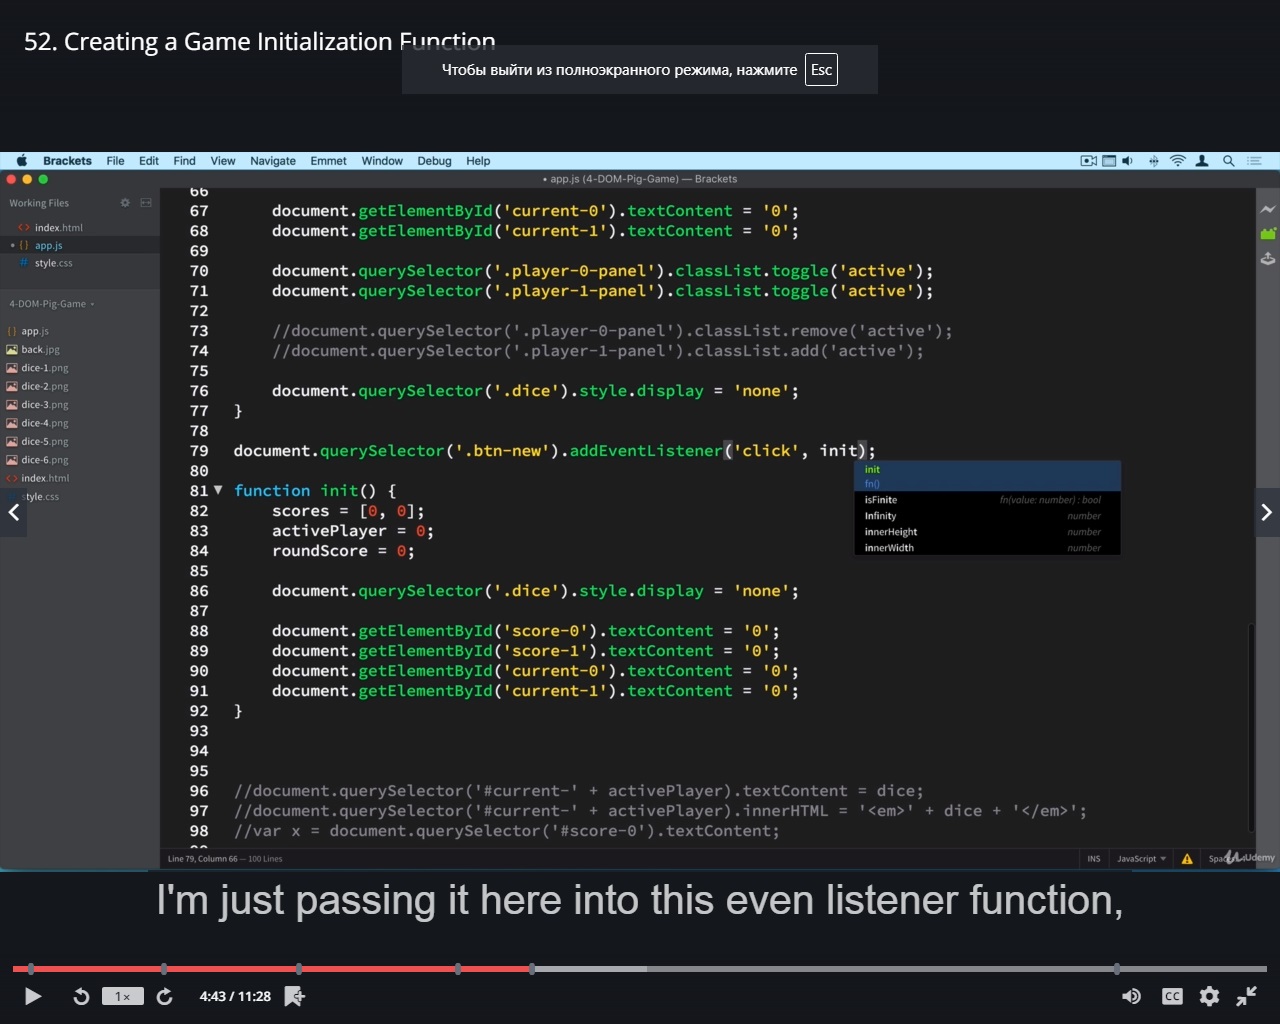 52. Creating a Game Initialization Function
Чтобы выйти из полноэкранного режима, нажмите Esc
Brackets File Edit Find View Navigate Emmet Window Debug Help
• app.js (4-DOM-Pig-Game) — Brackets
Working Files
index.html
app.js
style.css
4-DOM-Pig-Game
app.js
back.jpg
dice-1.png
dice-2.png
dice-3.png
dice-4.png
dice-5.png
dice-6.png
index.html
style.css
66
67 document.getElementById('current-0').textContent = '0';
68 document.getElementById('current-1').textContent = '0';
69
70 document.querySelector('.player-0-panel').classList.toggle('active');
71 document.querySelector('.player-1-panel').classList.toggle('active');
72
73 //document.querySelector('.player-0-panel').classList.remove('active');
74 //document.querySelector('.player-1-panel').classList.add('active');
75
76 document.querySelector('.dice').style.display = 'none';
77 }
78
79 document.querySelector('.btn-new').addEventListener('click', init);
80
81 function init() {
82 scores = [0, 0];
83 activePlayer = 0;
84 roundScore = 0;
85
86 document.querySelector('.dice').style.display = 'none';
87
88 document.getElementById('score-0').textContent = '0';
89 document.getElementById('score-1').textContent = '0';
90 document.getElementById('current-0').textContent = '0';
91 document.getElementById('current-1').textContent = '0';
92 }
93
94
95
96 //document.querySelector('#current-' + activePlayer).textContent = dice;
97 //document.querySelector('#current-' + activePlayer).innerHTML = '<em>' + dice + '</em>';
98 //var x = document.querySelector('#score-0').textContent;
init
fn()
isFinite fn(value: number) : bool
Infinity number
innerHeight number
innerWidth number
Line 79, Column 66 — 100 Lines
INS JavaScript
Udemy
I'm just passing it here into this even listener function,
1x 4:43 / 11:28 CC